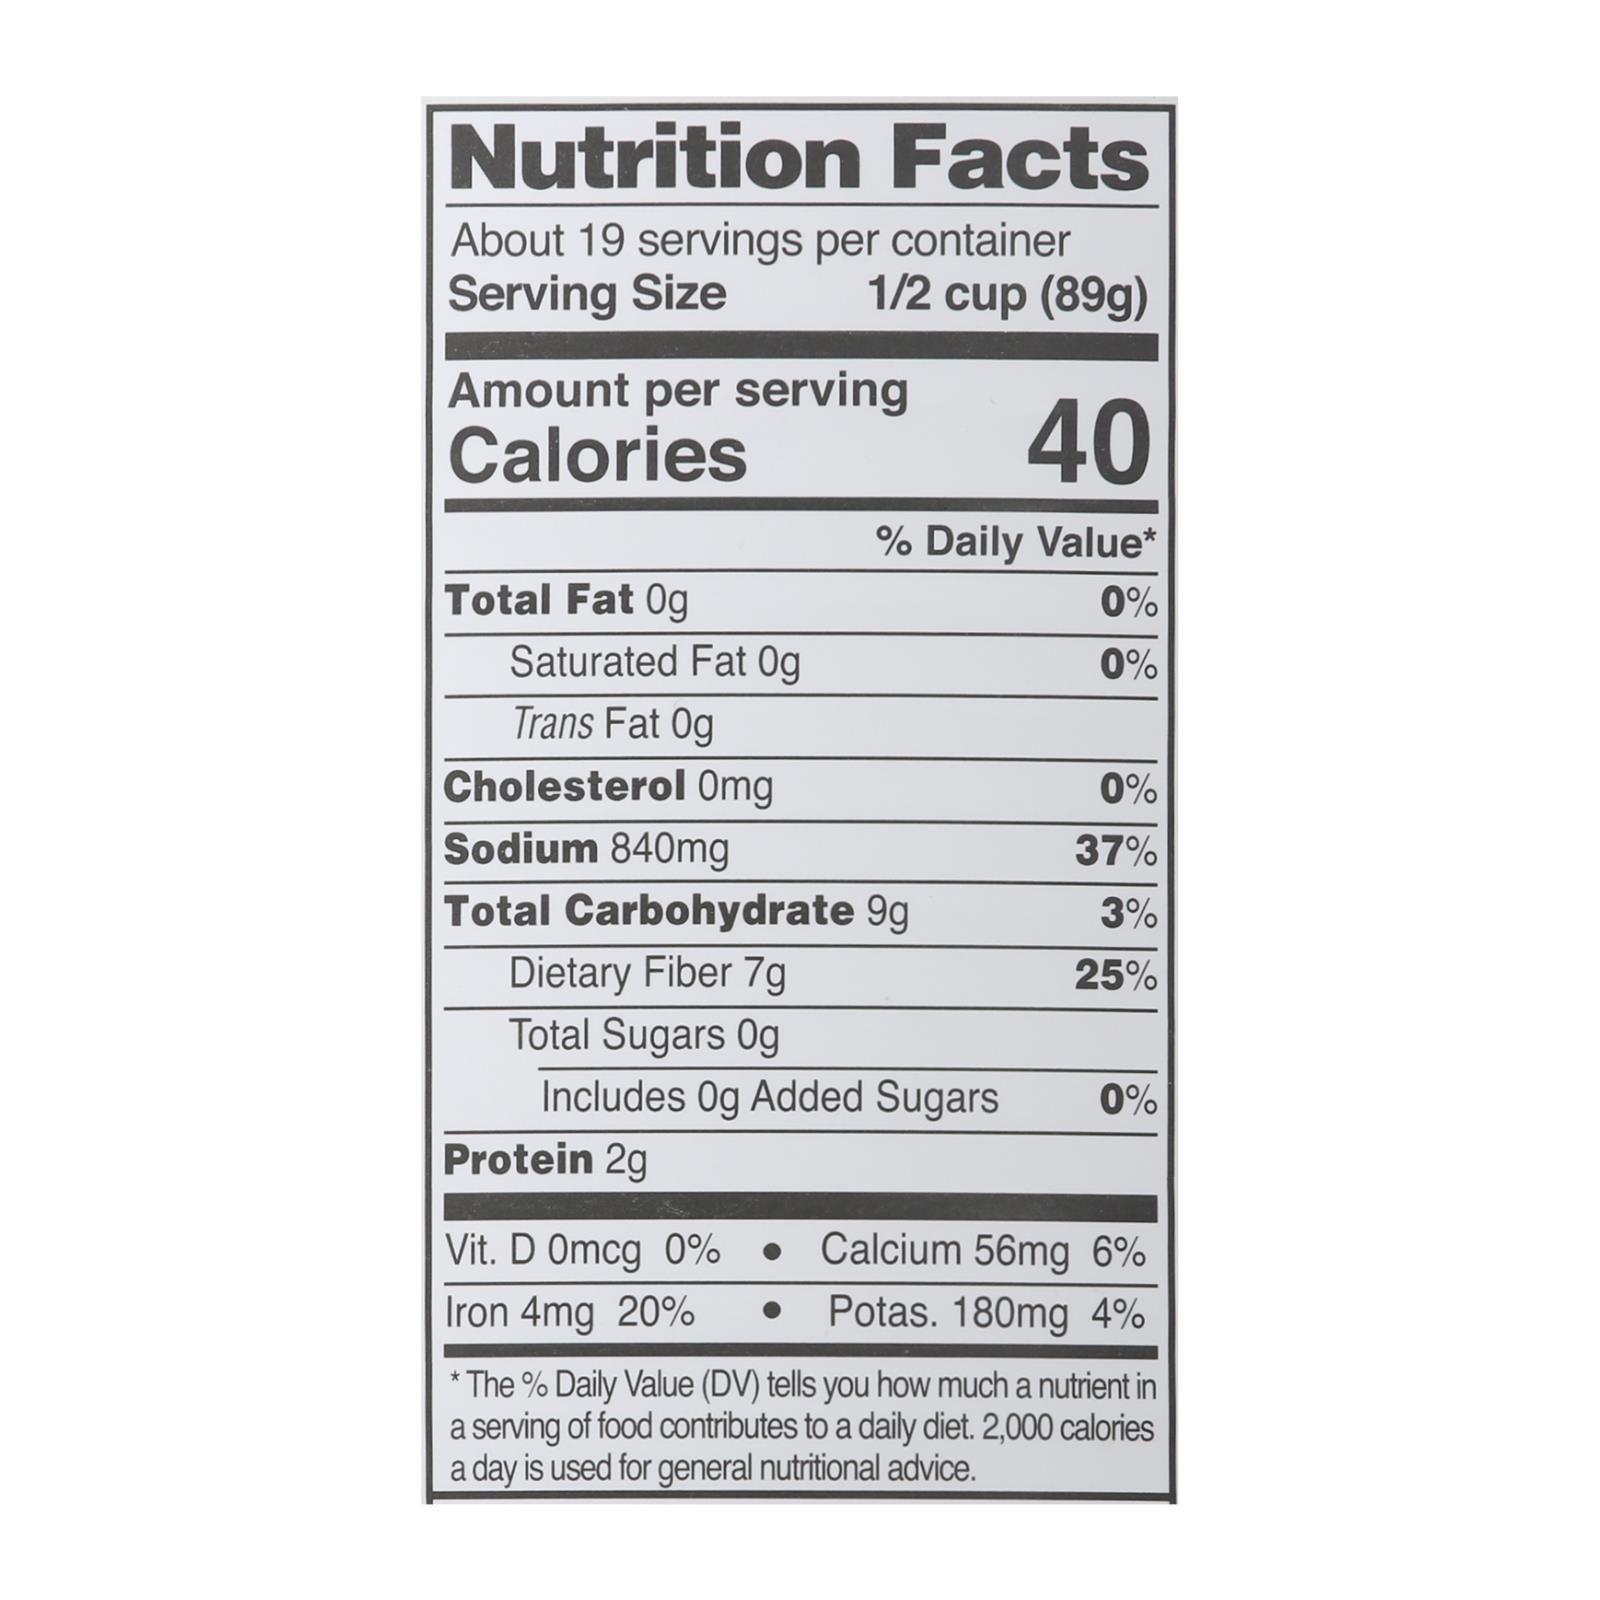 Nutrition Facts
About 19 servings per container
Serving Size 1/2 cup (89g)
Amount per serving
Calories 40
% Daily Value*
Total Fat 0g 0%
Saturated Fat 0g 0%
Trans Fat 0g
Cholesterol 0mg 0%
Sodium 840mg 37%
Total Carbohydrate 9g 3%
Dietary Fiber 7g 25%
Total Sugars 0g
Includes 0g Added Sugars 0%
Protein 2g
Vit. D 0mcg 0% • Calcium 56mg 6%
Iron 4mg 20% • Potas. 180mg 4%
* The % Daily Value (DV) tells you how much a nutrient in
a serving of food contributes to a daily diet. 2,000 calories
a day is used for general nutritional advice.